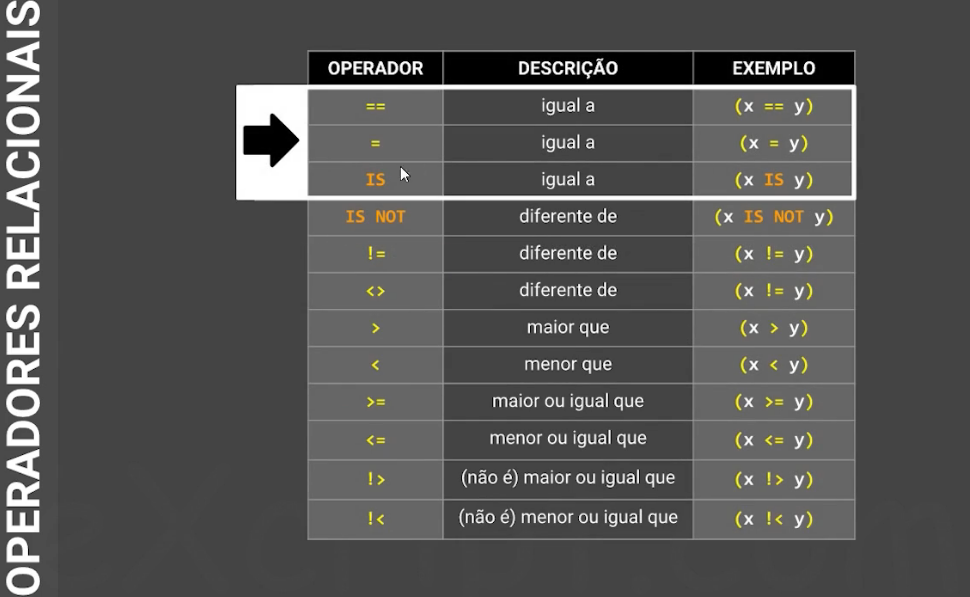 OPERADORES RELACIONAIS
OPERADOR DESCRIÇÃO EXEMPLO
== igual a (x == y)
= igual a (x = y)
IS igual a (x IS y)
IS NOT diferente de (x IS NOT y)
!= diferente de (x != y)
<> diferente de (x != y)
> maior que (x > y)
< menor que (x < y)
>= maior ou igual que (x >= y)
<= menor ou igual que (x <= y)
!> (não é) maior ou igual que (x !> y)
!< (não é) menor ou igual que (x !< y)